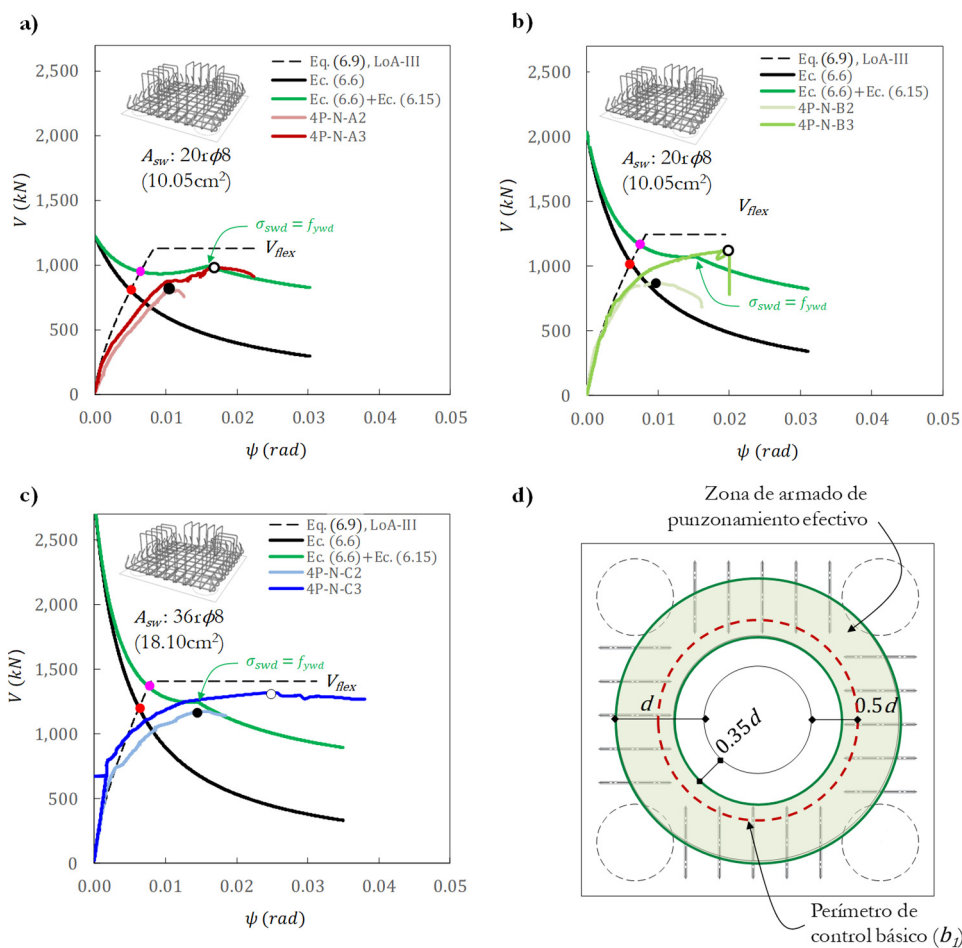 a)
2,500
2,000
1,500
1,000
500
0
V (kN)
Eq. (6.9), LoA-III
Ec. (6.6)
Ec. (6.6)+Ec. (6.15)
4P-N-A2
4P-N-A3
A_sw: 20rϕ8
(10.05cm²)
σ_swd = f_ywd
V_flex
0.00 0.01 0.02 0.03 0.04 0.05
ψ (rad)
b)
2,500
2,000
1,500
1,000
500
0
V (kN)
Eq. (6.9), LoA-III
Ec. (6.6)
Ec. (6.6)+Ec. (6.15)
4P-N-B2
4P-N-B3
A_sw: 20rϕ8
(10.05cm²)
V_flex
σ_swd = f_ywd
0.00 0.01 0.02 0.03 0.04 0.05
ψ (rad)
c)
2,500
2,000
1,500
1,000
500
0
V (kN)
Eq. (6.9), LoA-III
Ec. (6.6)
Ec. (6.6)+Ec. (6.15)
4P-N-C2
4P-N-C3
A_sw: 36rϕ8
(18.10cm²)
σ_swd = f_ywd
V_flex
0.00 0.01 0.02 0.03 0.04 0.05
ψ (rad)
d)
Zona de armado de
punzonamiento efectivo
d
0.5d
0.35d
Perímetro de
control básico (b₁)